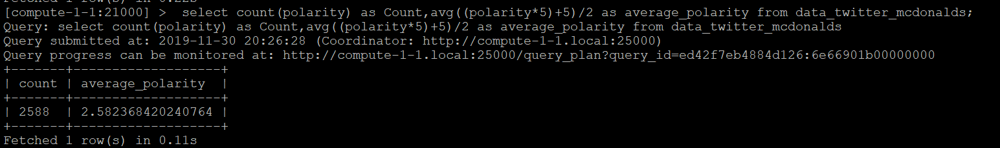 Fetched 1 row(s) in 0.22s
[compute-1-1:21000] >  select count(polarity) as Count,avg((polarity*5)+5)/2 as average_polarity from data_twitter_mcdonalds;
Query: select count(polarity) as Count,avg((polarity*5)+5)/2 as average_polarity from data_twitter_mcdonalds
Query submitted at: 2019-11-30 20:26:28 (Coordinator: http://compute-1-1.local:25000)
Query progress can be monitored at: http://compute-1-1.local:25000/query_plan?query_id=ed42f7eb4884d126:6e66901b00000000
+-------+-------------------+
| count | average_polarity  |
+-------+-------------------+
| 2588  | 2.582368420240764 |
+-------+-------------------+
Fetched 1 row(s) in 0.11s